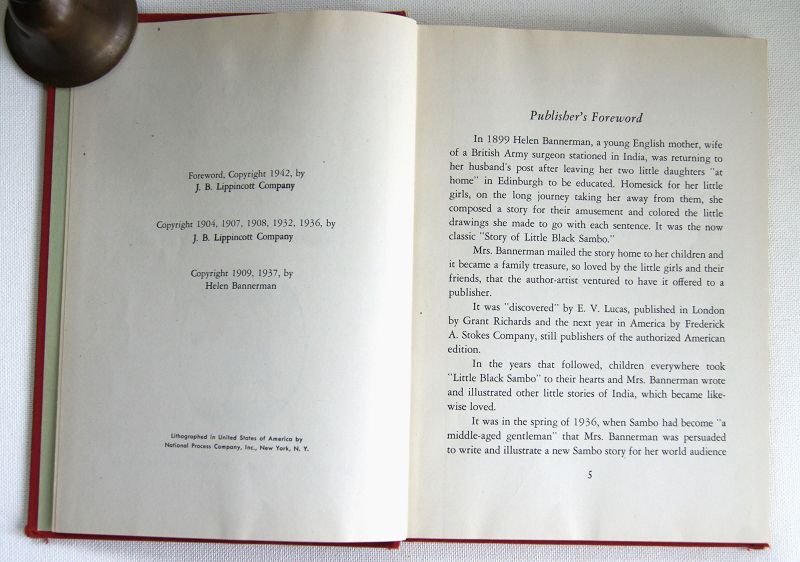 Foreword, Copyright 1942, by
J. B. Lippincott Company
Copyright 1904, 1907, 1908, 1932, 1936, by
J. B. Lippincott Company
Copyright 1909, 1937, by
Helen Bannerman
Lithographed in United States of America by
National Process Company, Inc., New York, N. Y.
Publisher's Foreword
In 1899 Helen Bannerman, a young English mother, wife
of a British Army surgeon stationed in India, was returning to
her husband's post after leaving her two little daughters "at
home" in Edinburgh to be educated. Homesick for her little
girls, on the long journey taking her away from them, she
composed a story for their amusement and colored the little
drawings she made to go with each sentence. It was the now
classic "Story of Little Black Sambo."
Mrs. Bannerman mailed the story home to her children and
it became a family treasure, so loved by the little girls and their
friends, that the author-artist ventured to have it offered to a
publisher.
It was "discovered" by E. V. Lucas, published in London
by Grant Richards and the next year in America by Frederick
A. Stokes Company, still publishers of the authorized American
edition.
In the years that followed, children everywhere took
"Little Black Sambo" to their hearts and Mrs. Bannerman wrote
and illustrated other little stories of India, which became like-
wise loved.
It was in the spring of 1936, when Sambo had become "a
middle-aged gentleman" that Mrs. Bannerman was persuaded
to write and illustrate a new Sambo story for her world audience
5